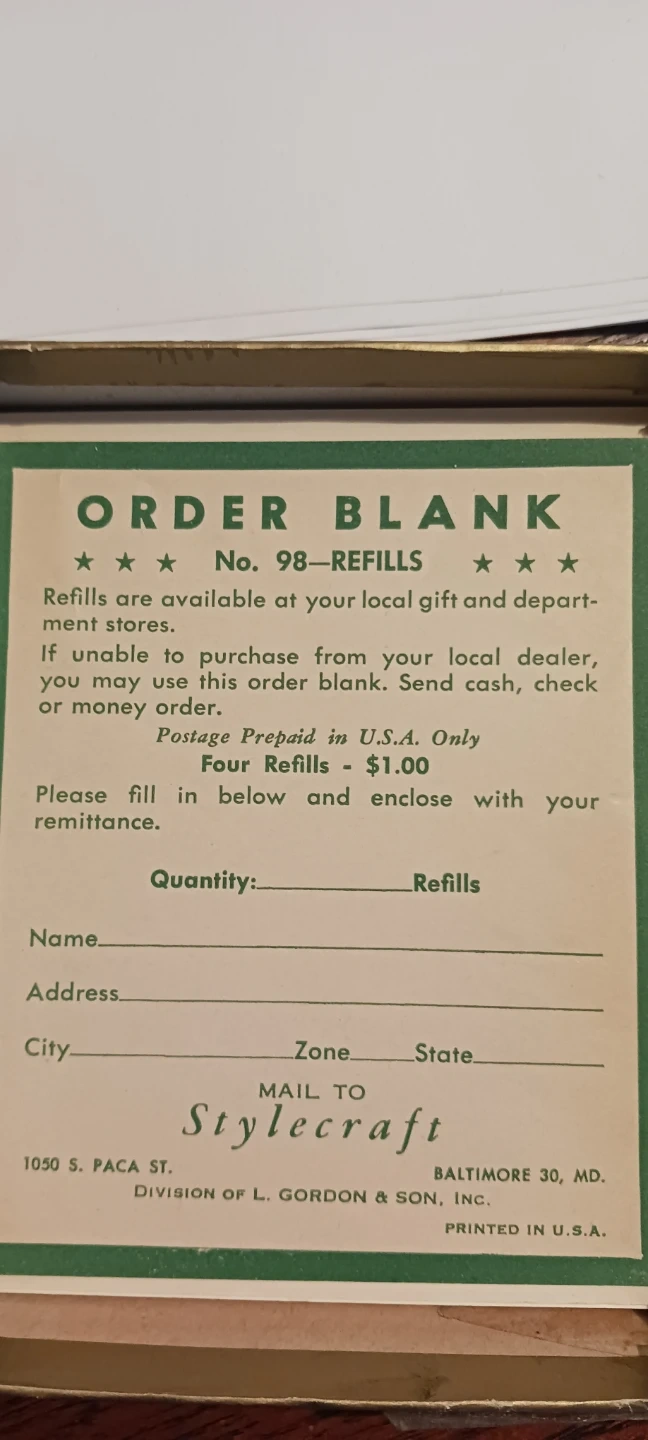 ORDER BLANK
★ ★ ★ No. 98—REFILLS ★ ★ ★
Refills are available at your local gift and depart-
ment stores.
If unable to purchase from your local dealer,
you may use this order blank. Send cash, check
or money order.
Postage Prepaid in U.S.A. Only
Four Refills - $1.00
Please fill in below and enclose with your
remittance.
Quantity:__________Refills
Name______________________________
Address____________________________
City______________Zone____State________
MAIL TO
Stylecraft
1050 S. PACA ST. BALTIMORE 30, MD.
DIVISION OF L. GORDON & SON, INC.
PRINTED IN U.S.A.